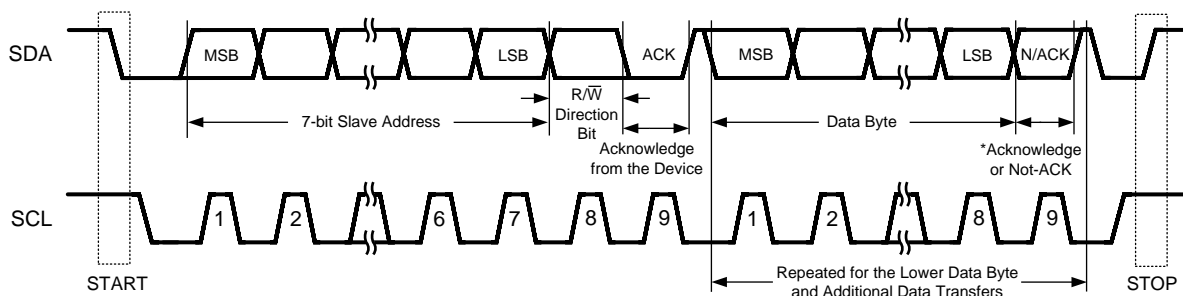 SDA
MSB
LSB
ACK
MSB
LSB
N/ACK
R/W̅
Direction
Bit
7-bit Slave Address
Data Byte
Acknowledge
from the Device
*Acknowledge
or Not-ACK
SCL
1
2
6
7
8
9
1
2
8
9
START
Repeated for the Lower Data Byte
and Additional Data Transfers
STOP